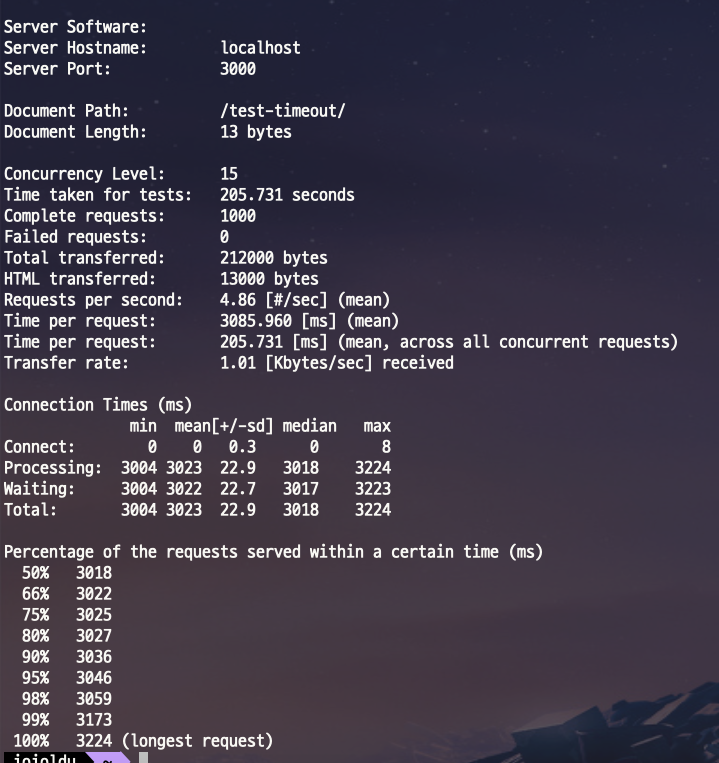 Server Software:
Server Hostname: localhost
Server Port: 3000
Document Path: /test-timeout/
Document Length: 13 bytes
Concurrency Level: 15
Time taken for tests: 205.731 seconds
Complete requests: 1000
Failed requests: 0
Total transferred: 212000 bytes
HTML transferred: 13000 bytes
Requests per second: 4.86 [#/sec] (mean)
Time per request: 3085.960 [ms] (mean)
Time per request: 205.731 [ms] (mean, across all concurrent requests)
Transfer rate: 1.01 [Kbytes/sec] received
Connection Times (ms)
min mean[+/-sd] median max
Connect: 0 0 0.3 0 8
Processing: 3004 3023 22.9 3018 3224
Waiting: 3004 3022 22.7 3017 3223
Total: 3004 3023 22.9 3018 3224
Percentage of the requests served within a certain time (ms)
50% 3018
66% 3022
75% 3025
80% 3027
90% 3036
95% 3046
98% 3059
99% 3173
100% 3224 (longest request)
jojoldu ~